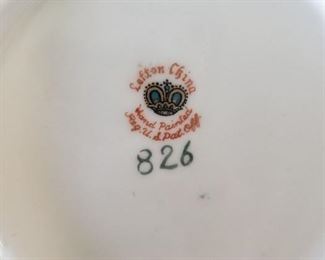 Lefton China
Hand Painted
Reg. U.S. Pat. Off.
826